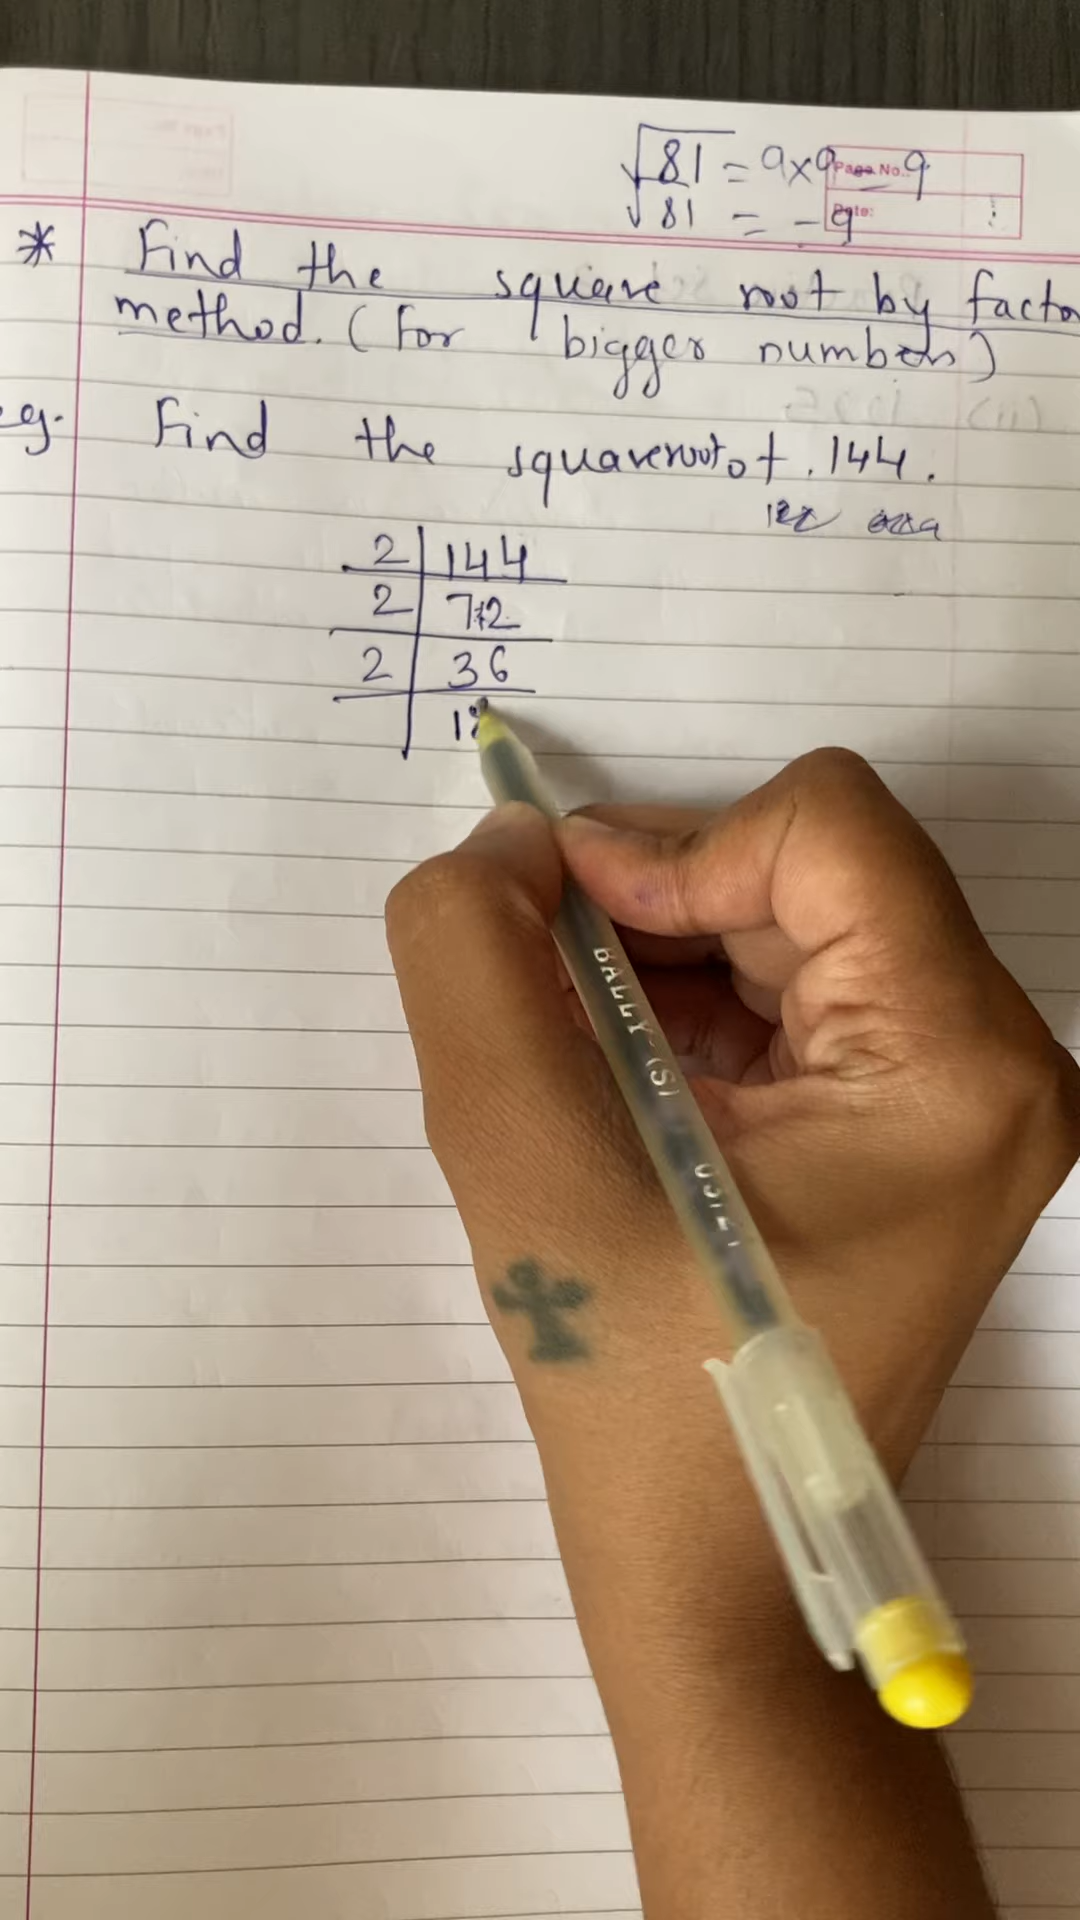 √81 = 9×9 = 9
Page No.:
√81 = -9
Date:
* Find the square root by facto
method. (For bigger numbers)
eg. Find the squareroot of 144.
2 | 144
2 | 72
2 | 36
18
BALLY (S)